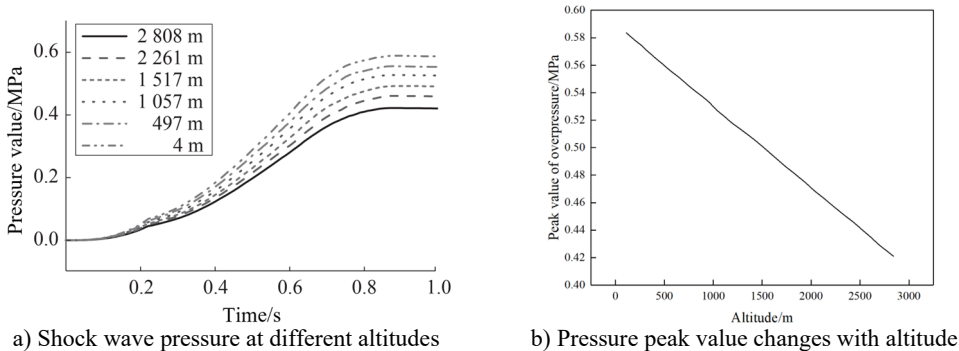 2 808 m
2 261 m
1 517 m
1 057 m
497 m
4 m
Pressure value/MPa
0.6
0.4
0.2
0.0
0.2 0.4 0.6 0.8 1.0
Time/s
a) Shock wave pressure at different altitudes
Peak value of overpressure/MPa
0.60
0.58
0.56
0.54
0.52
0.50
0.48
0.46
0.44
0.42
0.40
0 500 1000 1500 2000 2500 3000
Altitude/m
b) Pressure peak value changes with altitude